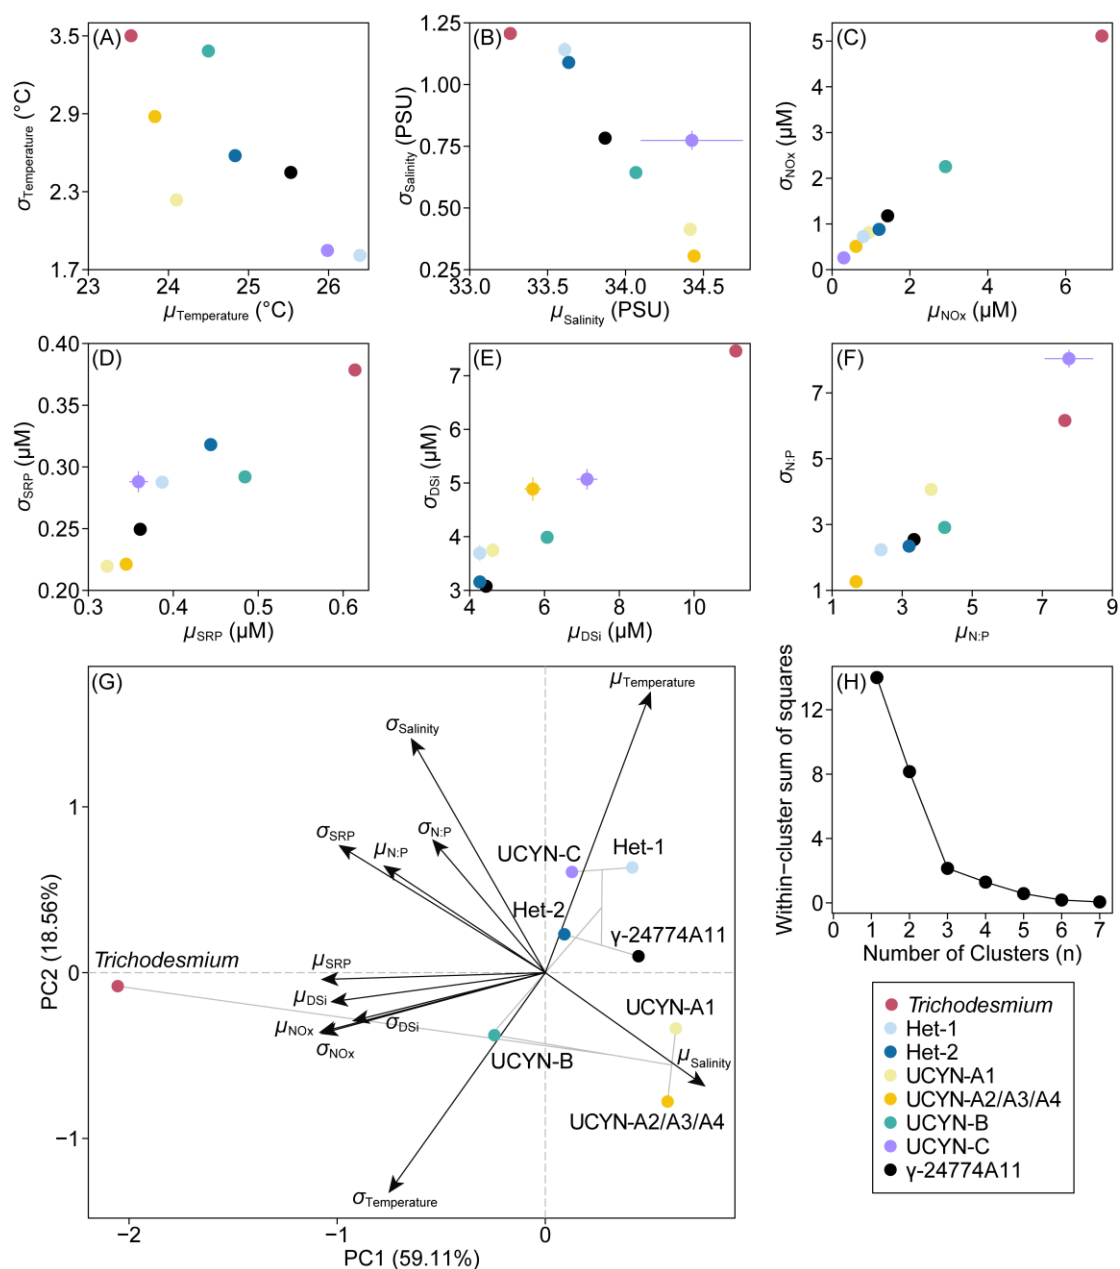 (A)
3.5
2.9
2.3
1.7
σTemperature (°C)
23 24 25 26
μTemperature (°C)
(B)
1.25
1.00
0.75
0.50
0.25
σSalinity (PSU)
33.0 33.5 34.0 34.5
μSalinity (PSU)
(C)
5
4
3
2
1
0
σNOx (μM)
0 2 4 6
μNOx (μM)
(D)
0.40
0.35
0.30
0.25
0.20
σSRP (μM)
0.3 0.4 0.5 0.6
μSRP (μM)
(E)
7
6
5
4
3
σDSi (μM)
4 6 8 10
μDSi (μM)
(F)
7
5
3
1
σN:P
1 3 5 7 9
μN:P
(G)
μTemperature
σSalinity
σSRP
μN:P
σN:P
UCYN-C
Het-1
Het-2
γ-24774A11
Trichodesmium
μSRP
μDSi
μNOx
σDSi
σNOx
UCYN-A1
UCYN-B
μSalinity
UCYN-A2/A3/A4
σTemperature
1
0
−1
PC2 (18.56%)
−2 −1 0
PC1 (59.11%)
(H)
12
8
4
0
Within−cluster sum of squares
0 1 2 3 4 5 6 7
Number of Clusters (n)
Trichodesmium
Het-1
Het-2
UCYN-A1
UCYN-A2/A3/A4
UCYN-B
UCYN-C
γ-24774A11